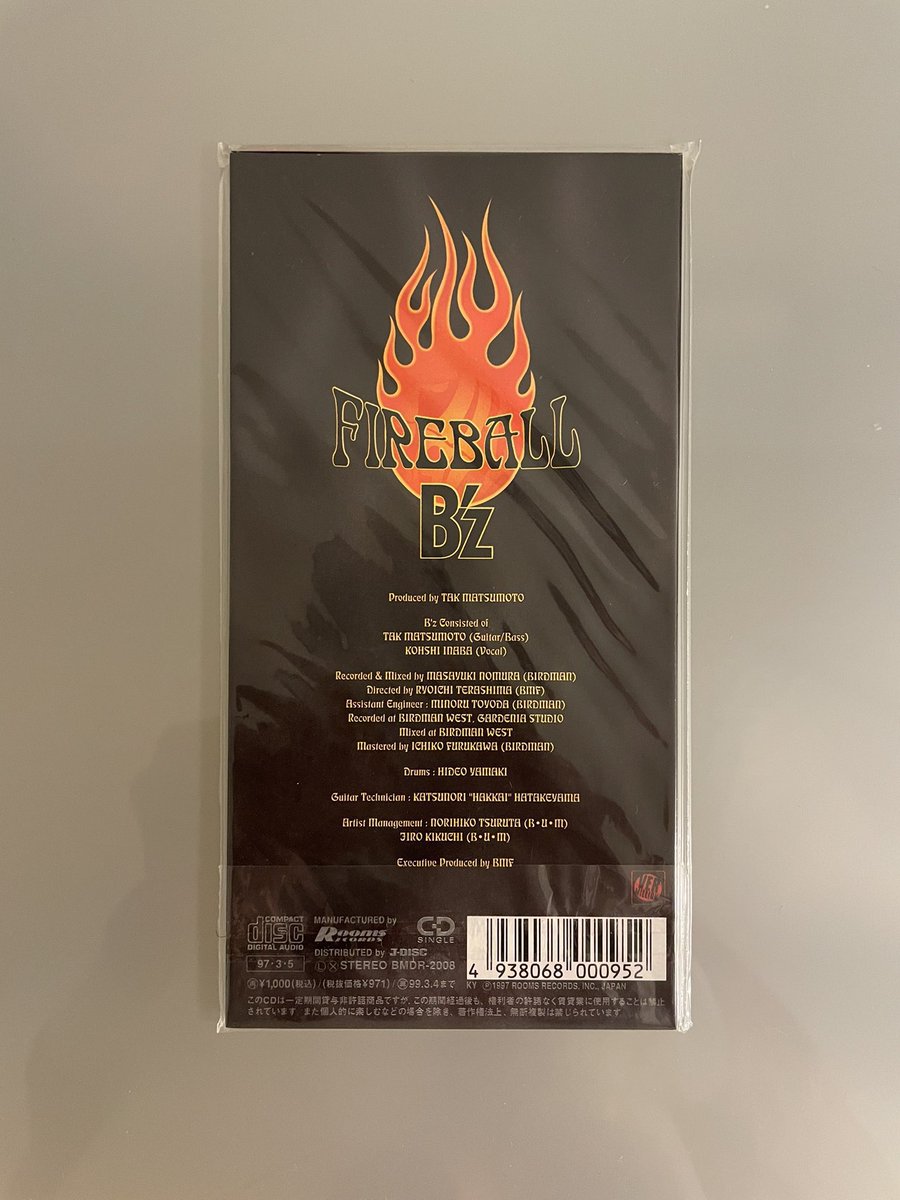 FIREBALL
B'z
Produced by TAK MATSUMOTO
B'z Consisted of
TAK MATSUMOTO (Guitar/Bass)
KOHSHI INABA (Vocal)
Recorded & Mixed by MASAYUKI NOMURA (BIRDMAN)
Directed by RYOICHI TERASHIMA (BMF)
Assistant Engineer : MINORU TOYODA (BIRDMAN)
Recorded at BIRDMAN WEST, GARDENIA STUDIO
Mixed at BIRDMAN WEST
Mastered by ICHIKO FURUKAWA (BIRDMAN)
Drums : HIDEO YAMAKI
Guitar Technician : KATSUNORI "HAKKAI" HATAKEYAMA
Artist Management : NORIHIKO TSURUTA (R•U•M)
JIRO KIKUCHI (R•U•M)
Executive Produced by BMF
COMPACT disc DIGITAL AUDIO
MANUFACTURED by
Rooms RECORDS
DISTRIBUTED by J-DISC
CD SINGLE
97・3・5
Ⓛ Ⓧ STEREO BMDR-2008
4 938068 000952
再¥1,000(税込)/(税抜価格¥971)/再99.3.4まで
KY Ⓟ1997 ROOMS RECORDS, INC., JAPAN
このCDは一定期間貸与非許諾商品ですが、この期間経過後も、権利者の許諾なく賃貸業に使用することは禁止
されています また個人的に楽しむなどの場合を除き、著作権法上、無断複製は禁じられています